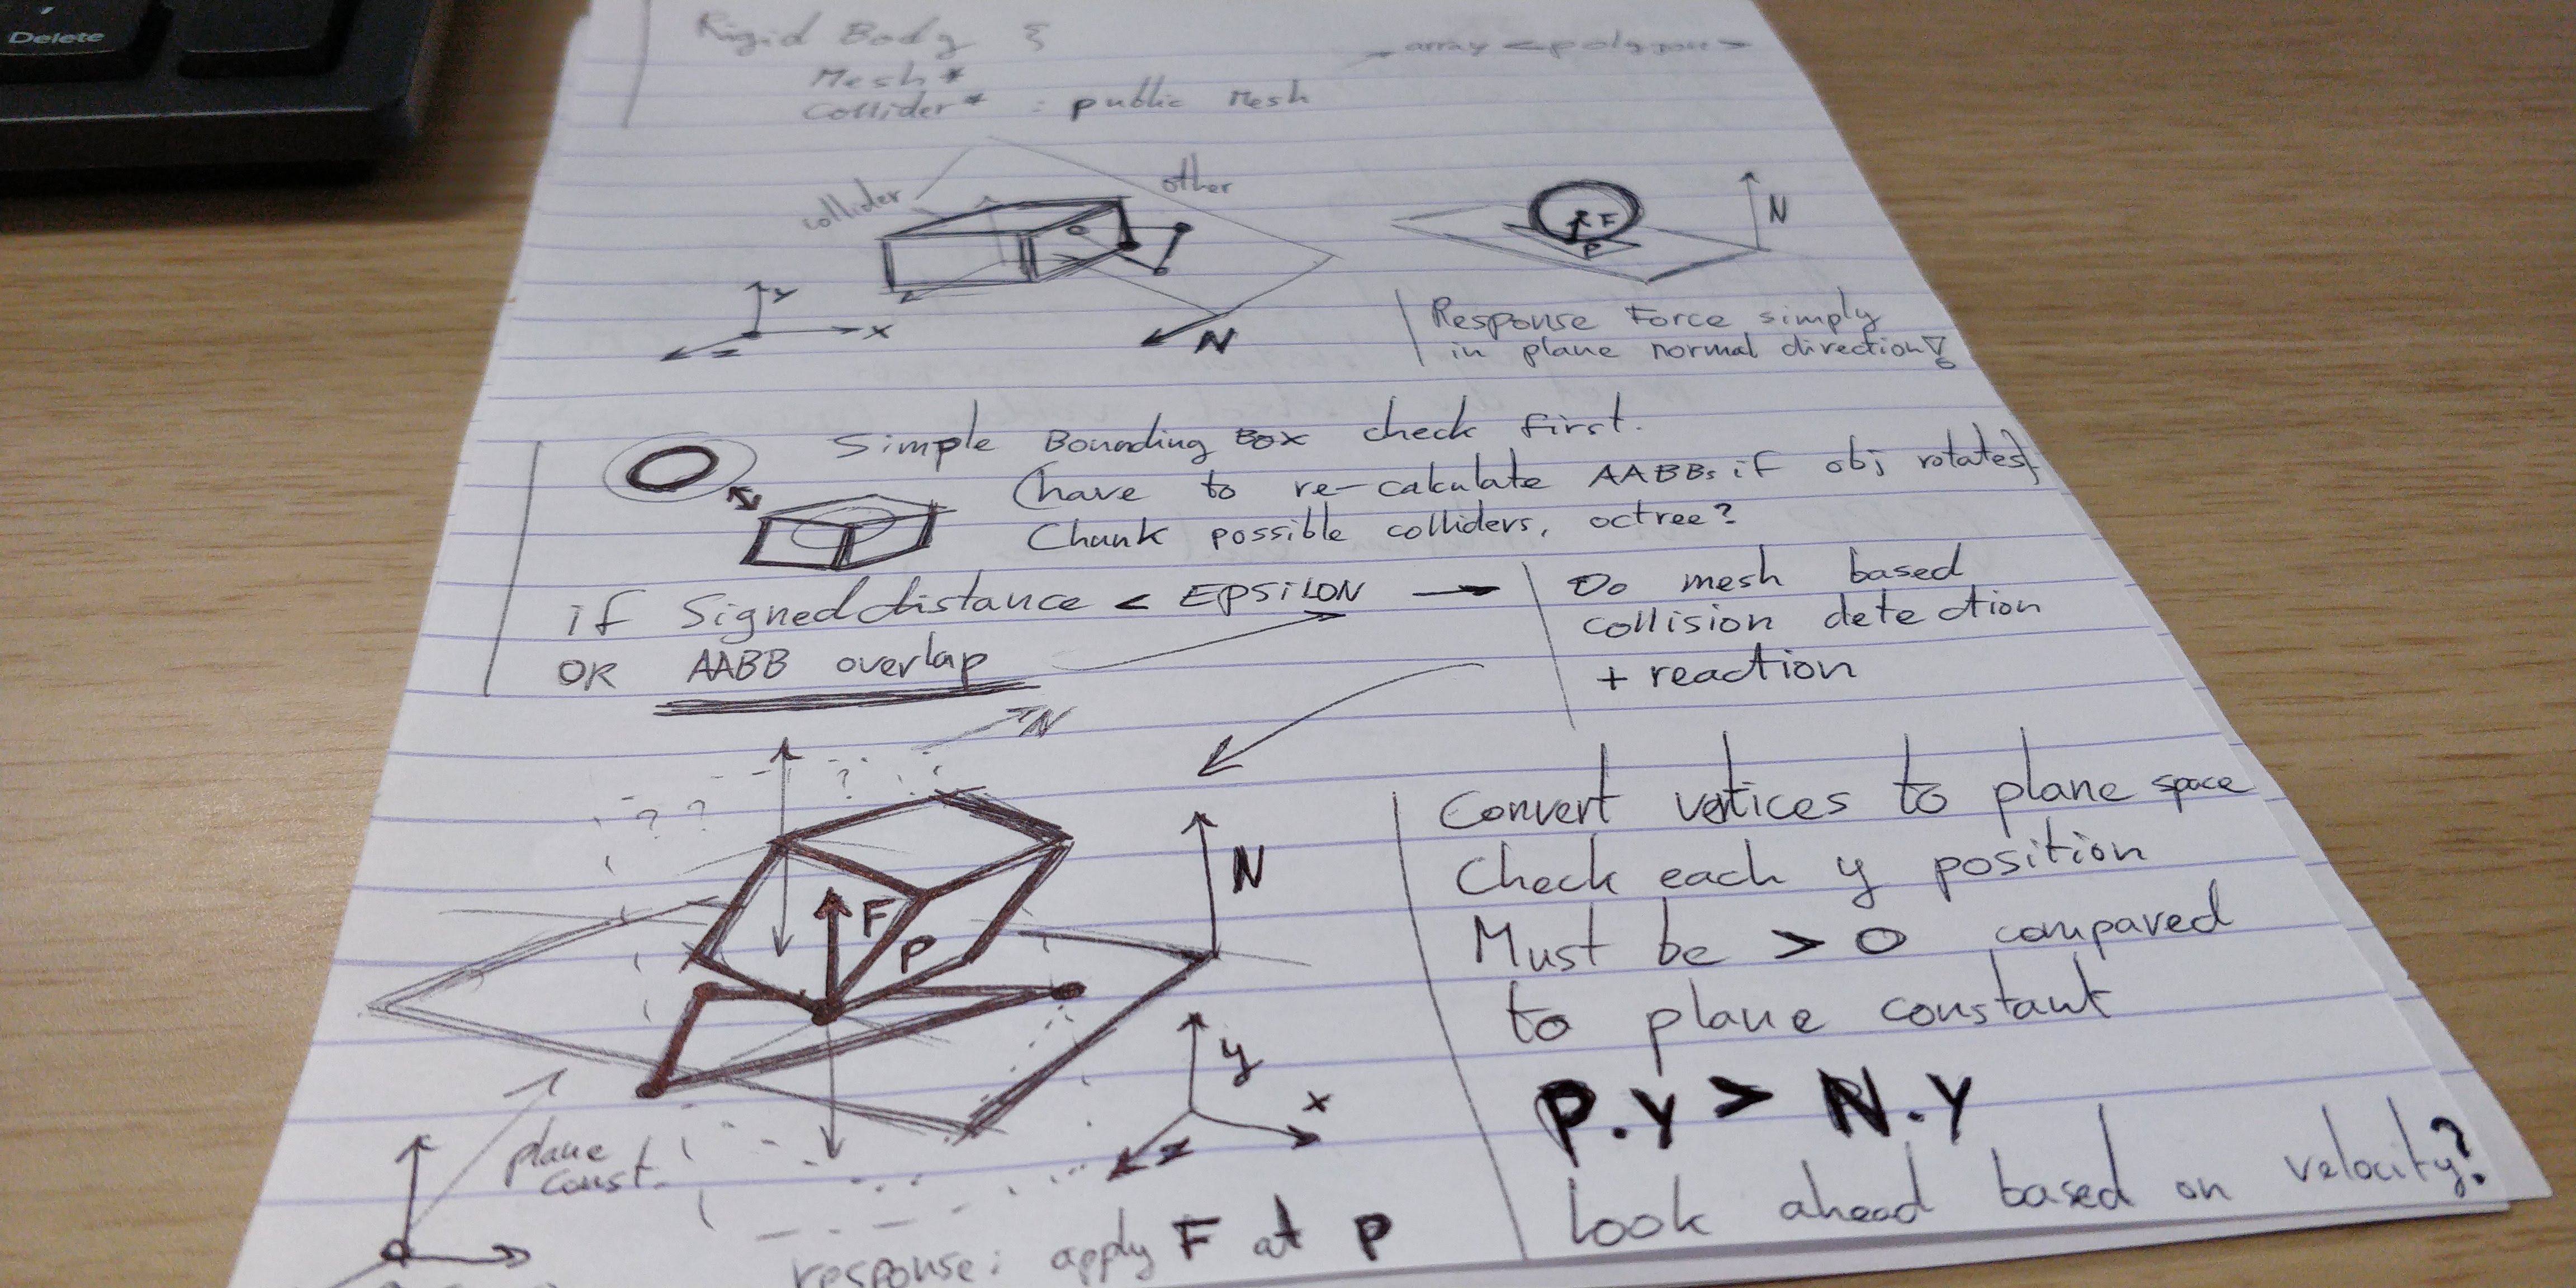 Delete
Rigid Body {
Mesh*
Collider* : public Mesh
array <polygon>
collider
other
y
x
z
N
F
P
N
Response Force simply
in plane normal direction!
Simple Bounding Box check first.
(have to re-calculate AABBs if obj rotates)
Chunk possible colliders, octree?
if Signed distance < EPSILON →
OR AABB overlap
Do mesh based
collision detection
+ reaction
N
?
? ?
N
F
P
y
x
z
plane
const.
response: apply F at P
Convert vertices to plane space
Check each y position
Must be > 0 compared
to plane constant
P.y > N.y
Look ahead based on velocity?